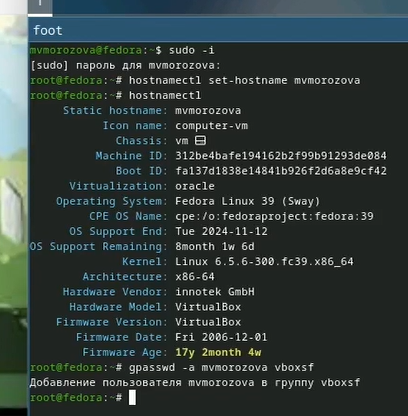 foot
mvmorozova@fedora:~$ sudo -i
[sudo] пароль для mvmorozova:
root@fedora:~# hostnamectl set-hostname mvmorozova
root@fedora:~# hostnamectl
Static hostname: mvmorozova
Icon name: computer-vm
Chassis: vm
Machine ID: 312be4bafe194162b2f99b91293de084
Boot ID: fa137d1838e14841b926f2d6a8e9cf42
Virtualization: oracle
Operating System: Fedora Linux 39 (Sway)
CPE OS Name: cpe:/o:fedoraproject:fedora:39
OS Support End: Tue 2024-11-12
OS Support Remaining: 8month 1w 6d
Kernel: Linux 6.5.6-300.fc39.x86_64
Architecture: x86-64
Hardware Vendor: innotek GmbH
Hardware Model: VirtualBox
Firmware Version: VirtualBox
Firmware Date: Fri 2006-12-01
Firmware Age: 17y 2month 4w
root@fedora:~# gpasswd -a mvmorozova vboxsf
Добавление пользователя mvmorozova в группу vboxsf
root@fedora:~#